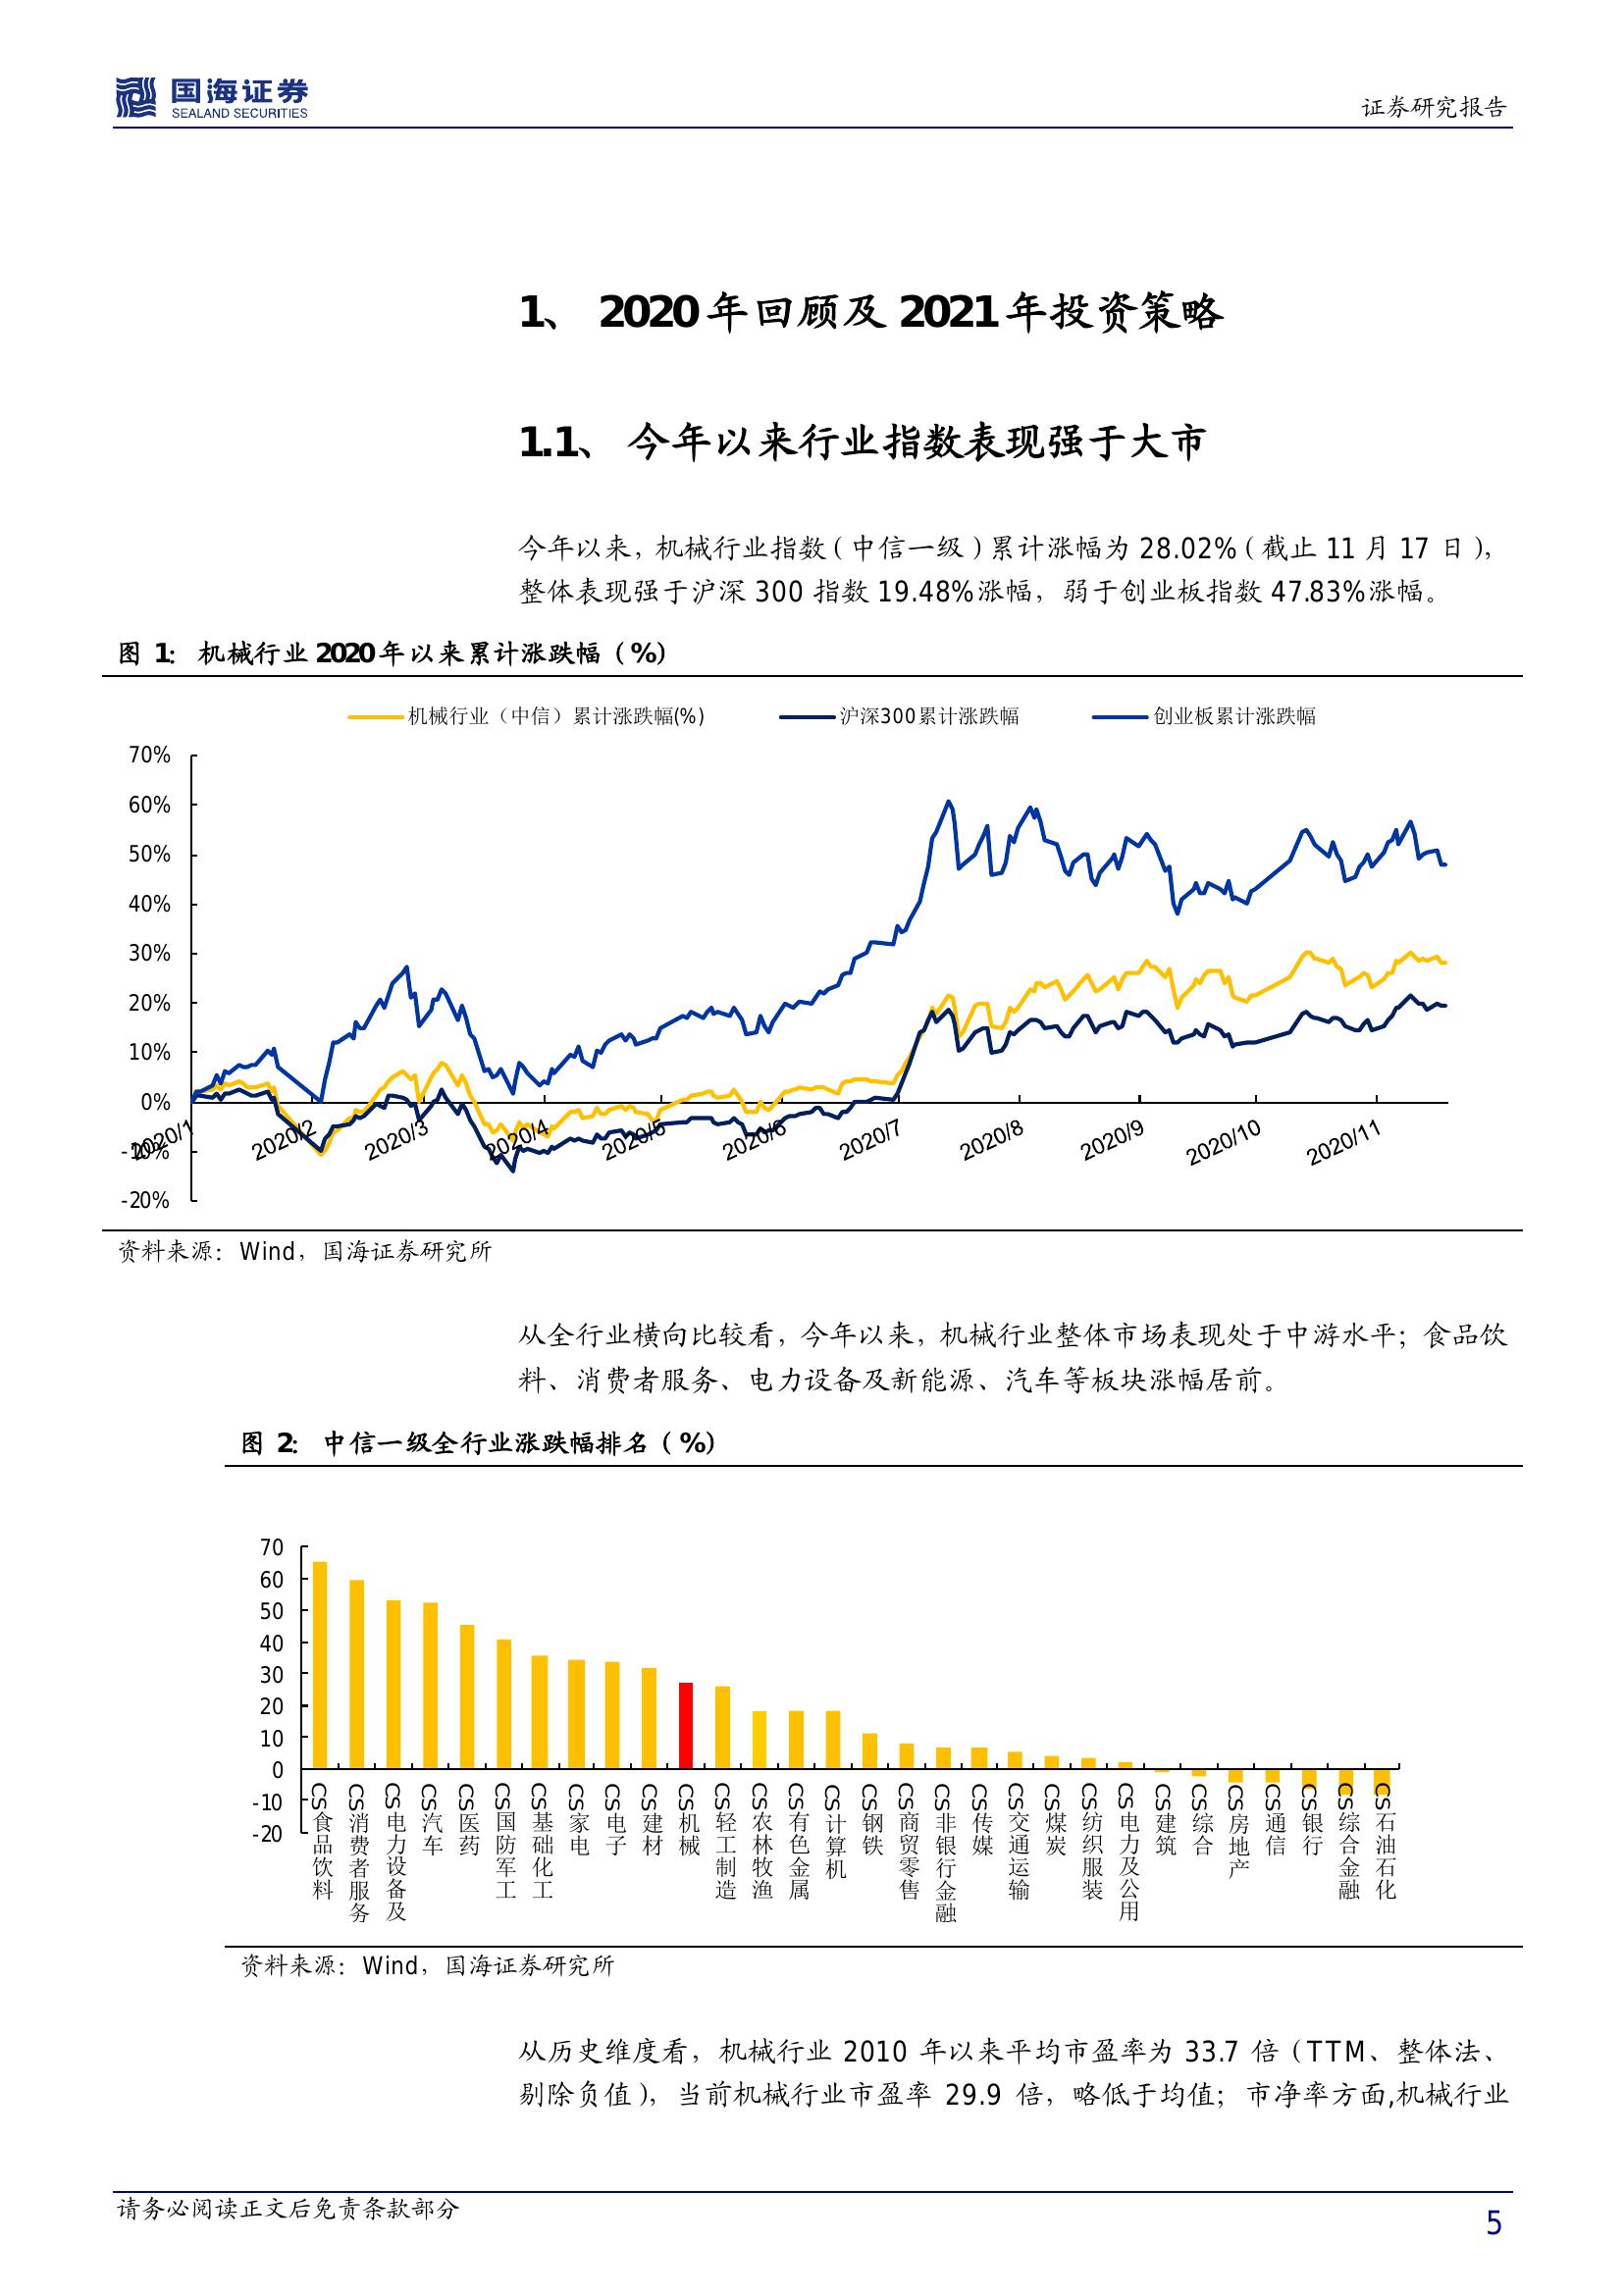 国海证券
SEALAND SECURITIES
证券研究报告
1、 2020年回顾及2021年投资策略
1.1、 今年以来行业指数表现强于大市
今年以来，机械行业指数（中信一级）累计涨幅为 28.02%（截止 11 月 17 日），
整体表现强于沪深 300 指数 19.48%涨幅，弱于创业板指数 47.83%涨幅。
图 1: 机械行业2020年以来累计涨跌幅（%）
机械行业（中信）累计涨跌幅(%) 沪深300累计涨跌幅 创业板累计涨跌幅
70%
60%
50%
40%
30%
20%
10%
0%
-10%
-20%
2020/1 2020/2 2020/3 2020/4 2020/5 2020/6 2020/7 2020/8 2020/9 2020/10 2020/11
资料来源：Wind，国海证券研究所
从全行业横向比较看，今年以来，机械行业整体市场表现处于中游水平；食品饮
料、消费者服务、电力设备及新能源、汽车等板块涨幅居前。
图 2: 中信一级全行业涨跌幅排名（%）
70
60
50
40
30
20
10
0
-10
-20
CS食品饮料
CS消费者服务
CS电力设备及
CS汽车
CS医药
CS国防军工
CS基础化工
CS家电
CS电子
CS建材
CS机械
CS轻工制造
CS农林牧渔
CS有色金属
CS计算机
CS钢铁
CS商贸零售
CS非银行金融
CS传媒
CS交通运输
CS煤炭
CS纺织服装
CS电力及公用
CS建筑
CS综合
CS房地产
CS通信
CS银行
CS综合金融
CS石油石化
资料来源：Wind，国海证券研究所
从历史维度看，机械行业 2010 年以来平均市盈率为 33.7 倍（TTM、整体法、
剔除负值），当前机械行业市盈率 29.9 倍，略低于均值；市净率方面,机械行业
请务必阅读正文后免责条款部分
5